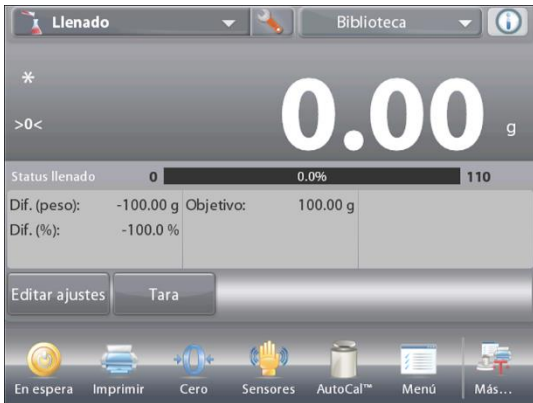 Llenado Biblioteca
*
>0<
0.00 g
Status llenado 0 0.0% 110
Dif. (peso): -100.00 g Objetivo: 100.00 g
Dif. (%): -100.0 %
Editar ajustes Tara
En espera Imprimir Cero Sensores AutoCal™ Menú Más...